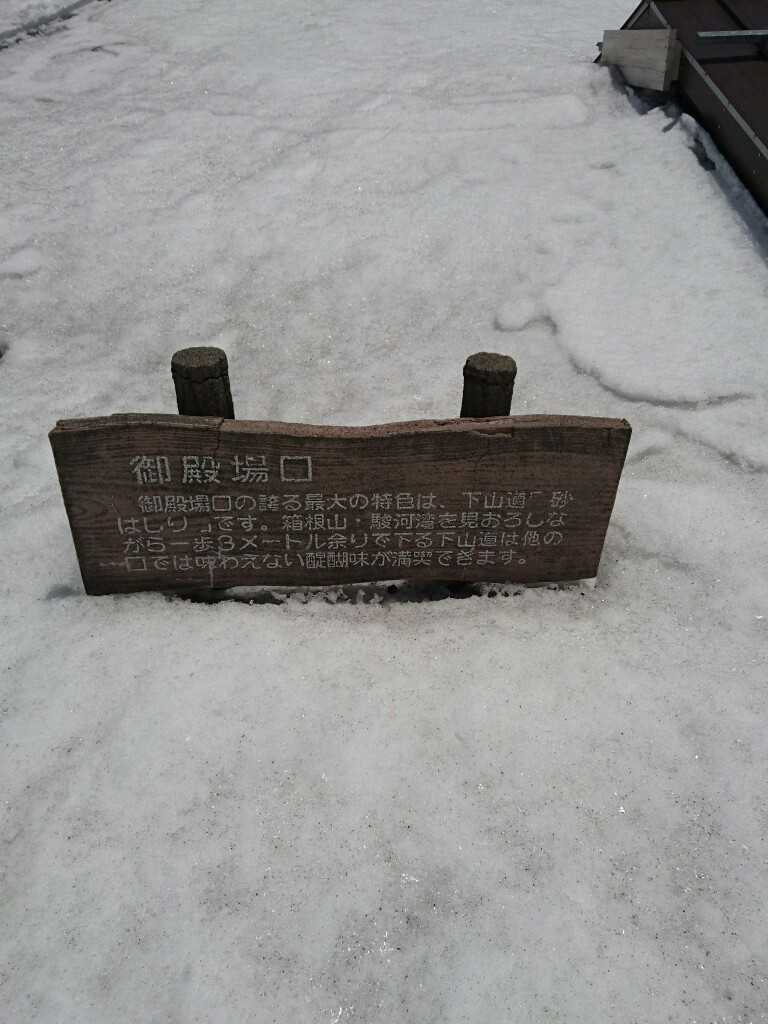 御殿場口
御殿場口の誇る最大の特色は、下山道「砂
はしり」です。箱根山・駿河湾を見おろしな
がら一歩3メートル余りで下る下山道は他の
口では味わえない醍醐味が満喫できます。